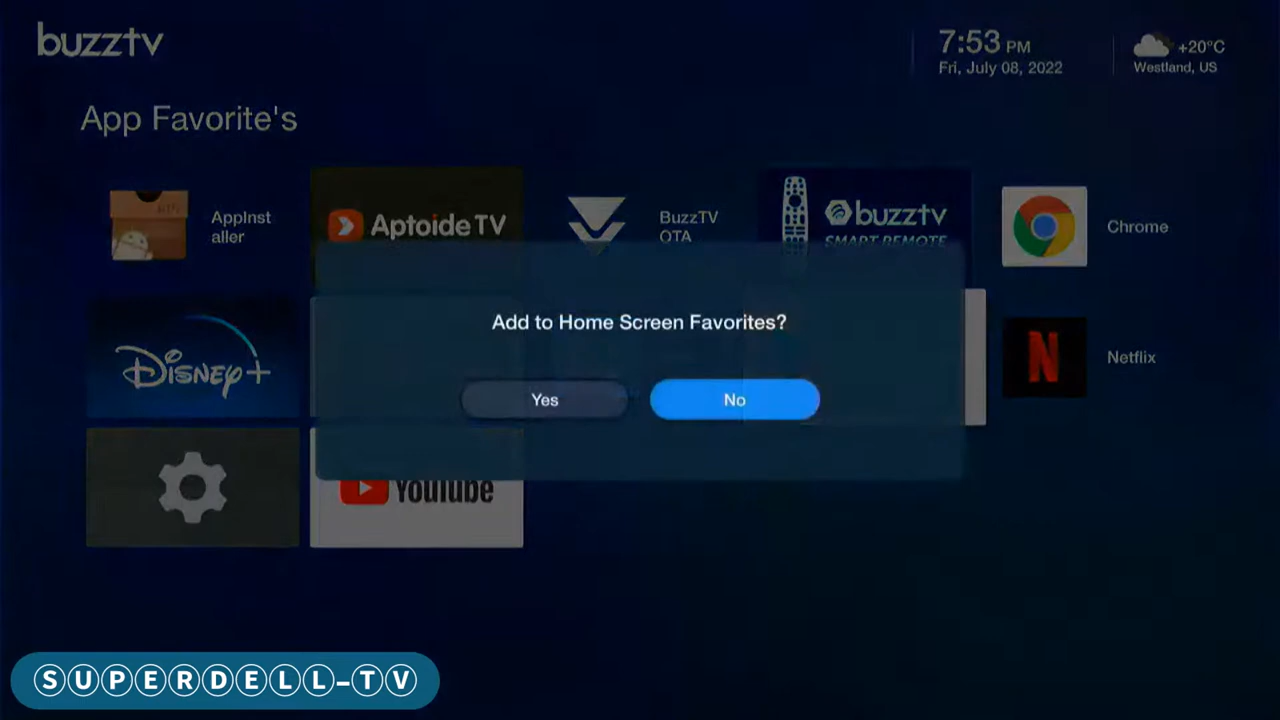 buzztv
7:53 PM
Fri, July 08, 2022
+20°C
Westland, US
App Favorite's
AppInst
aller
Aptoide TV
BuzzTV
OTA
buzztv
SMART REMOTE
Chrome
Add to Home Screen Favorites?
Disney+
N
Netflix
Yes
No
YouTube
ⓈⓊⓅⒺⓇⒹⒺⓁⓁ-ⓉⓋ